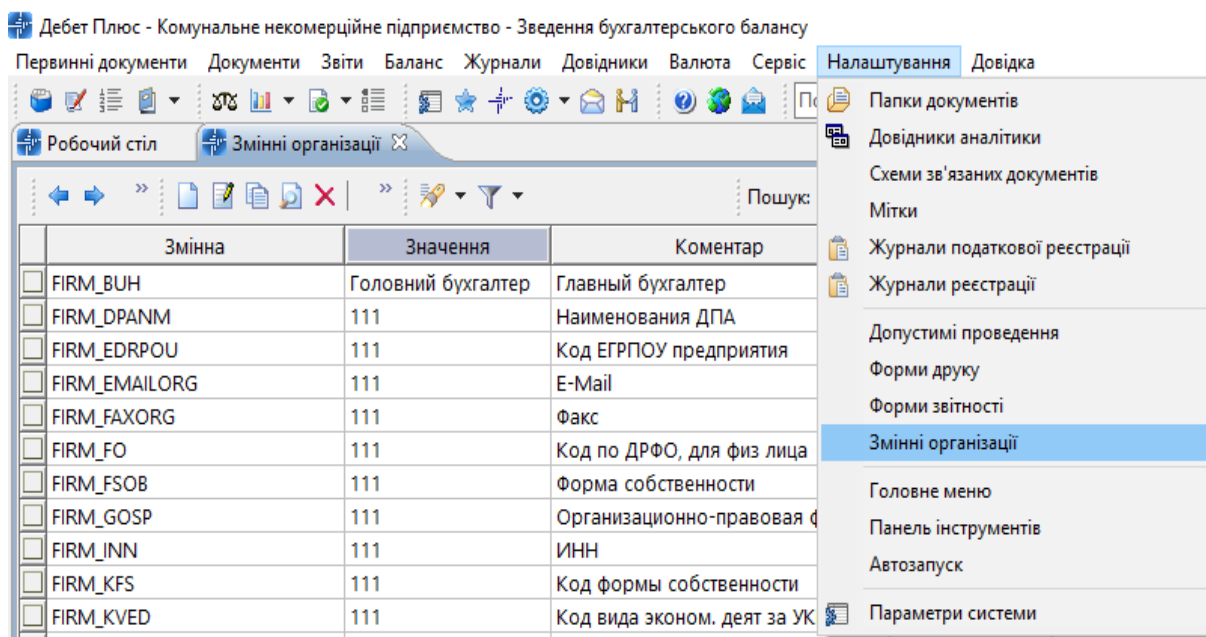 Дебет Плюс - Комунальне некомерційне підприємство - Зведення бухгалтерського балансу
Первинні документи Документи Звіти Баланс Журнали Довідники Валюта Сервіс Налаштування Довідка
Папки документів
Довідники аналітики
Схеми зв'язаних документів
Мітки
Журнали податкової реєстрації
Журнали реєстрації
Допустимі проведення
Форми друку
Форми звітності
Змінні організації
Головне меню
Панель інструментів
Автозапуск
Параметри системи
Робочий стіл Змінні організації
Пошук:
Змінна Значення Коментар
FIRM_BUH Головний бухгалтер Главный бухгалтер
FIRM_DPANM 111 Наименования ДПА
FIRM_EDRPOU 111 Код ЕГРПОУ предприятия
FIRM_EMAILORG 111 E-Mail
FIRM_FAXORG 111 Факс
FIRM_FO 111 Код по ДРФО, для физ лица
FIRM_FSOB 111 Форма собственности
FIRM_GOSP 111 Организационно-правовая
FIRM_INN 111 ИНН
FIRM_KFS 111 Код формы собственности
FIRM_KVED 111 Код вида эконом. деят за УК